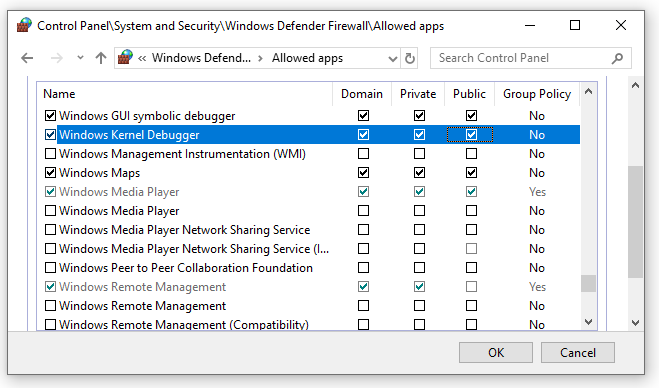 Control Panel\System and Security\Windows Defender Firewall\Allowed apps
« Windows Defend... > Allowed apps
Search Control Panel
Name Domain Private Public Group Policy
Windows GUI symbolic debugger No
Windows Kernel Debugger No
Windows Management Instrumentation (WMI) No
Windows Maps No
Windows Media Player Yes
Windows Media Player No
Windows Media Player Network Sharing Service No
Windows Media Player Network Sharing Service (I... No
Windows Peer to Peer Collaboration Foundation No
Windows Remote Management Yes
Windows Remote Management No
Windows Remote Management (Compatibility) No
OK Cancel